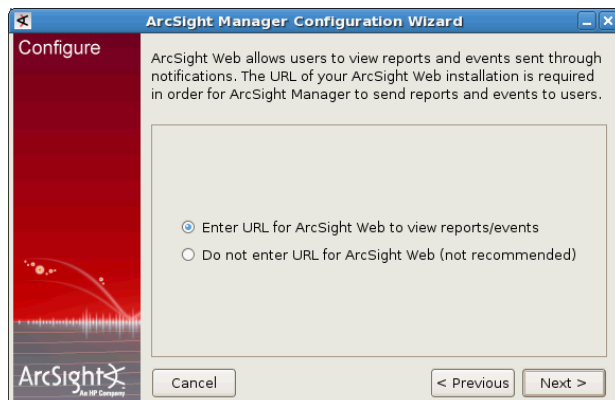 ArcSight Manager Configuration Wizard
Configure
ArcSight Web allows users to view reports and events sent through
notifications. The URL of your ArcSight Web installation is required
in order for ArcSight Manager to send reports and events to users.
Enter URL for ArcSight Web to view reports/events
Do not enter URL for ArcSight Web (not recommended)
ArcSight
An HP Company
Cancel
< Previous
Next >